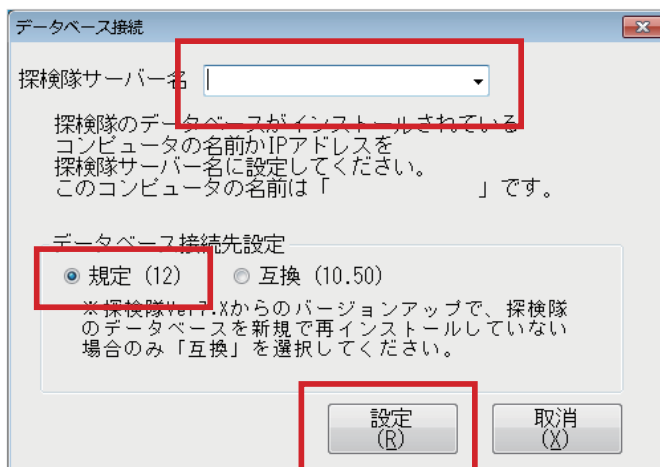 データベース接続
探検隊サーバー名
探検隊のデータベースがインストールされている
コンピュータの名前かIPアドレスを
探検隊サーバー名に設定してください。
このコンピュータの名前は「　　　　　　　」です。
データベース接続先設定
規定 (12)
互換 (10.50)
※探検隊Ver7.Xからのバージョンアップで、探検隊
のデータベースを新規で再インストールしていない
場合のみ「互換」を選択してください。
設定
(R)
取消
(X)